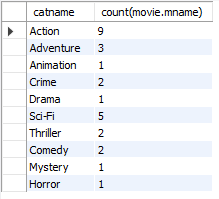 catname count(movie.mname)
Action 9
Adventure 3
Animation 1
Crime 2
Drama 1
Sci-Fi 5
Thriller 2
Comedy 2
Mystery 1
Horror 1